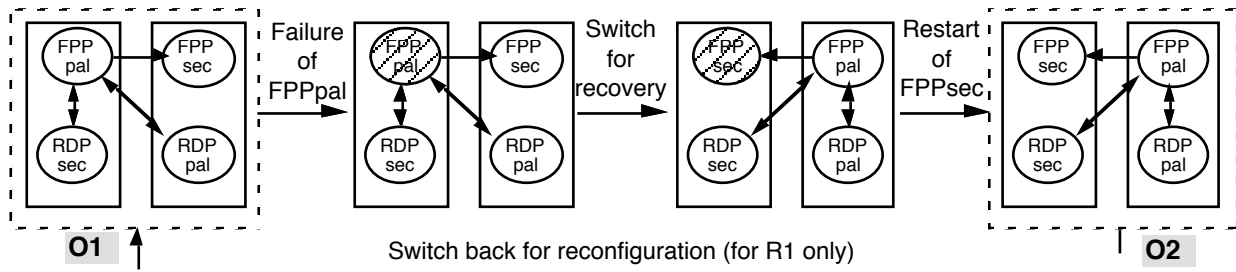 FPP
pal
FPP
sec
RDP
sec
RDP
pal
O1
Failure
of
FPPpal
FPP
pal
FPP
sec
RDP
sec
RDP
pal
Switch
for
recovery
FPP
sec
FPP
pal
RDP
sec
RDP
pal
Restart
of
FPPsec
FPP
sec
FPP
pal
RDP
sec
RDP
pal
O2
Switch back for reconfiguration (for R1 only)